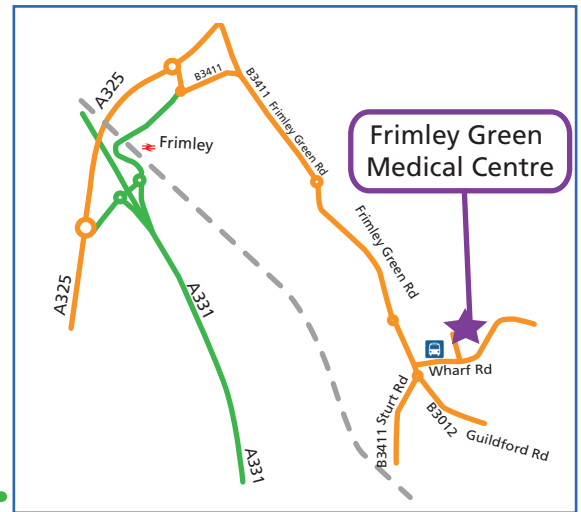 A325
B3411
B3411 Frimley Green Rd
Frimley
Frimley Green
Medical Centre
A325
A331
Frimley Green Rd
Wharf Rd
B3411 Sturt Rd
B3012
Guildford Rd
A331